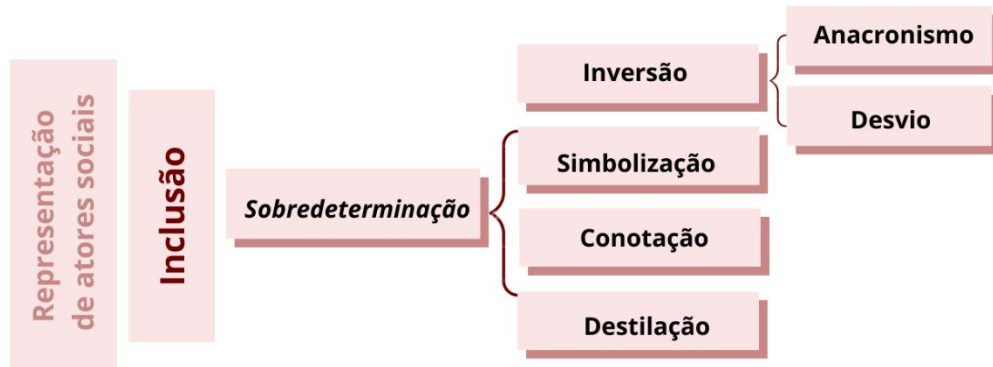 Representação
de atores sociais
Inclusão
Sobredeterminação
Inversão
Anacronismo
Desvio
Simbolização
Conotação
Destilação